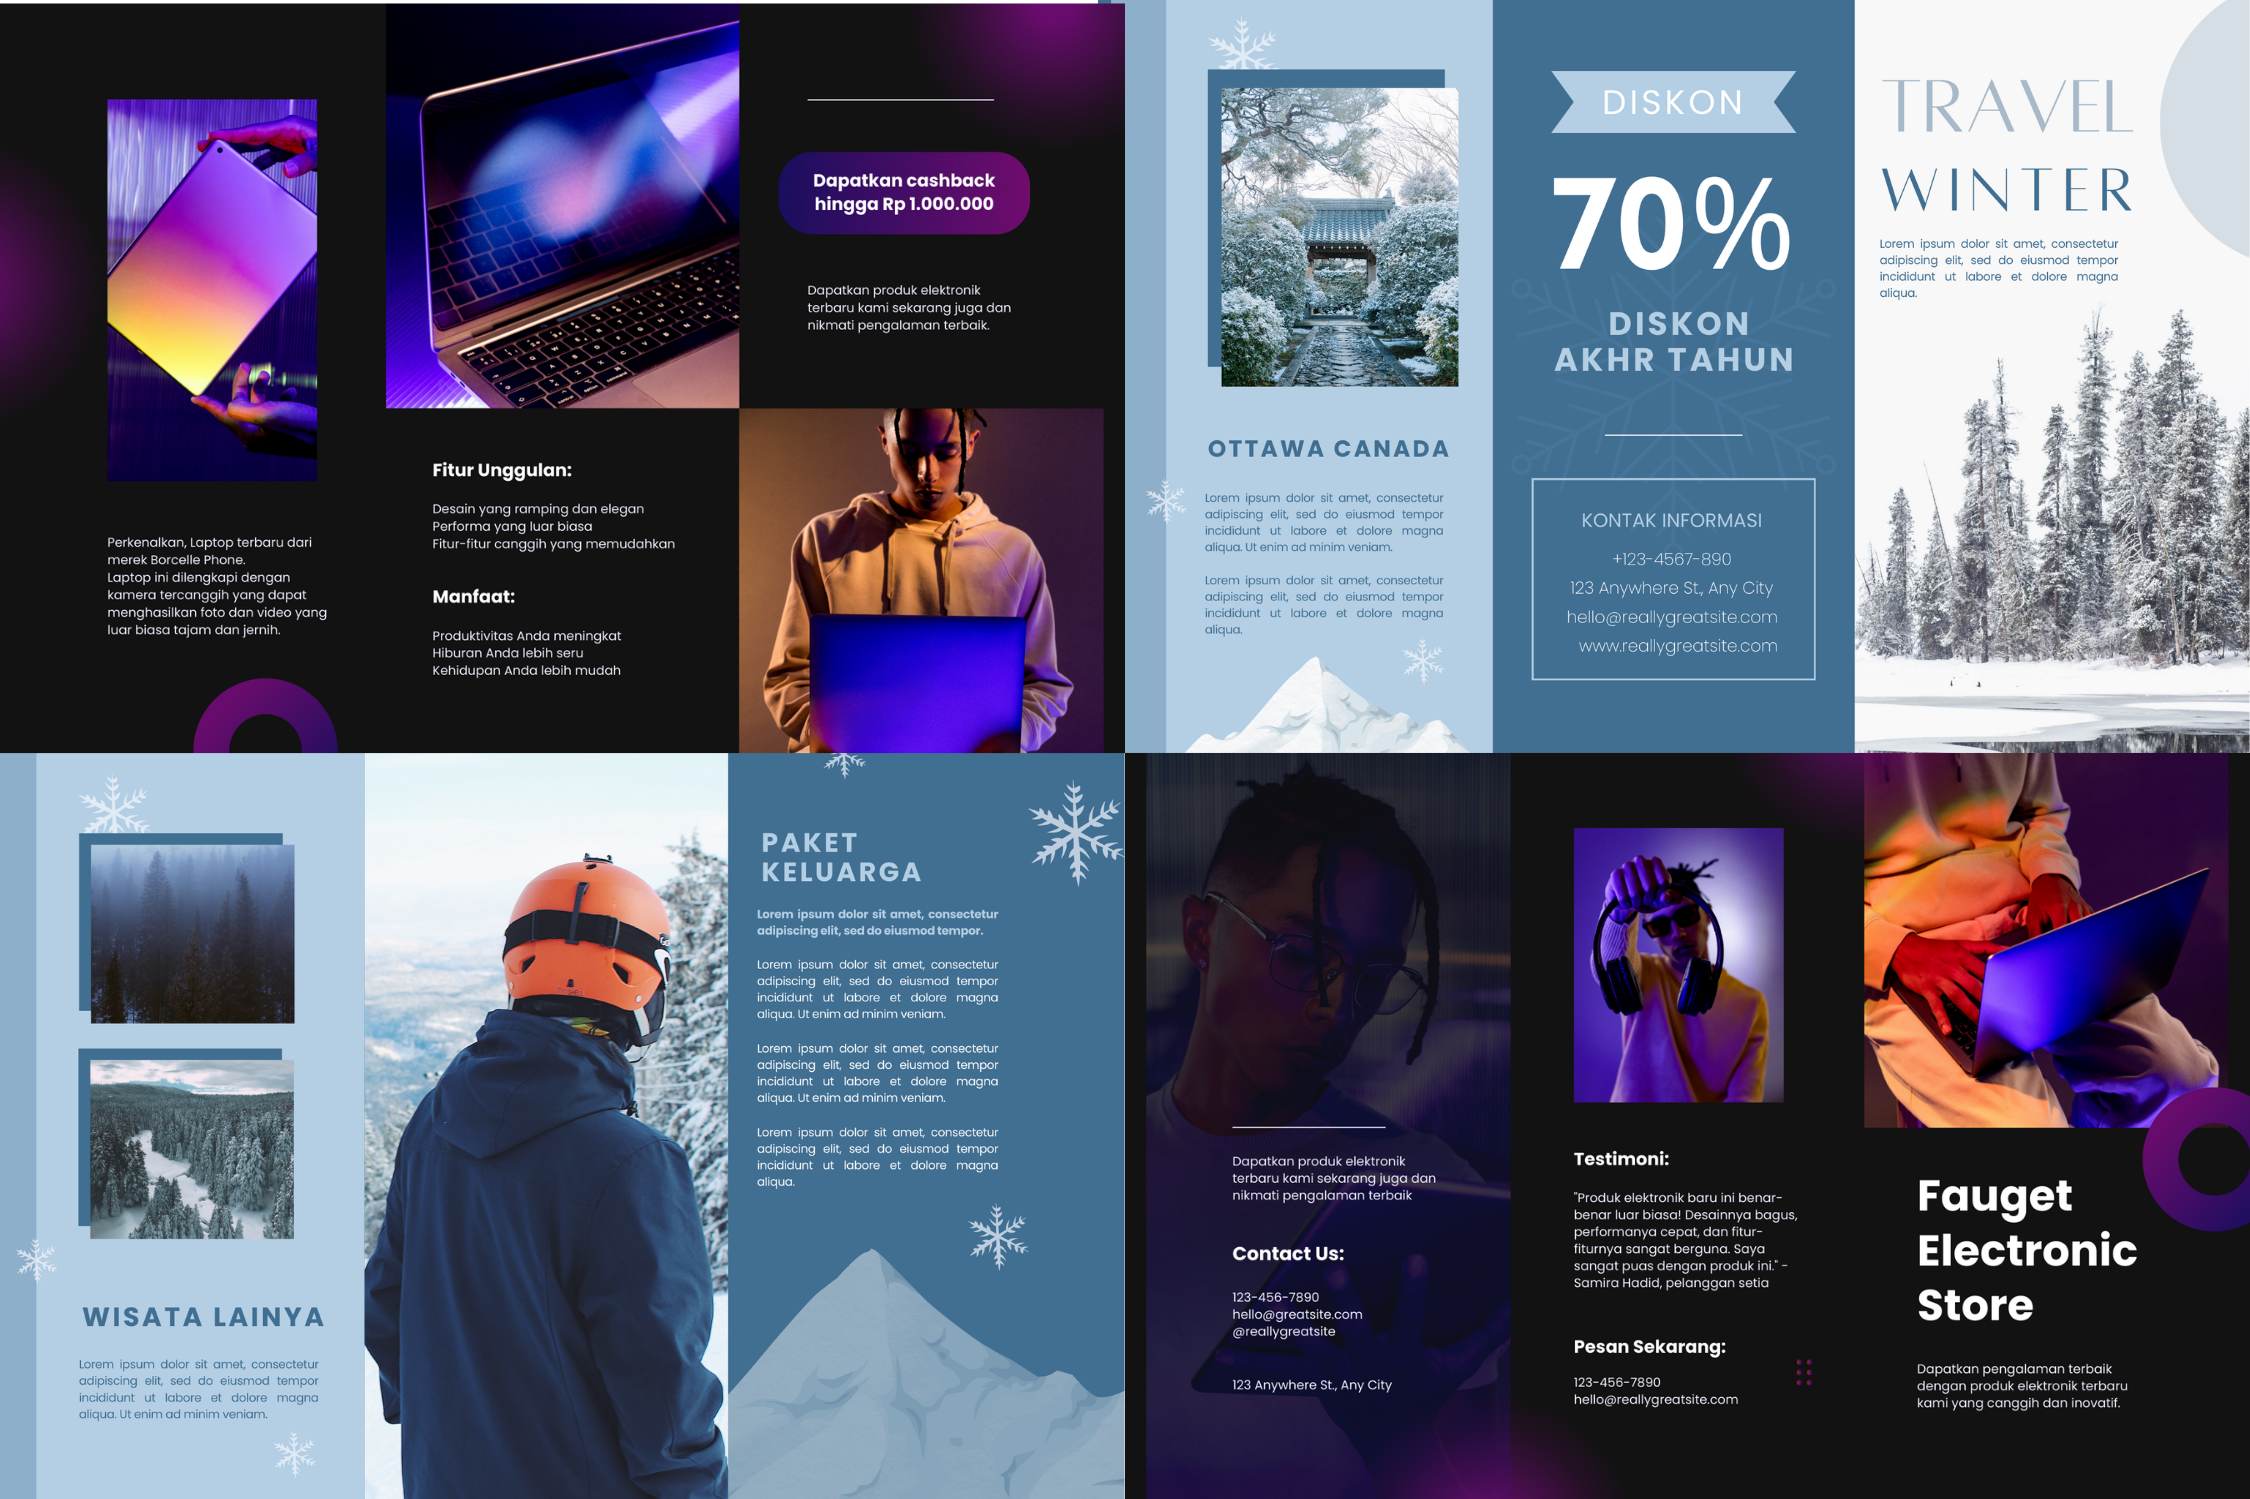 Perkenalkan, Laptop terbaru dari
merek Borcelle Phone.
Laptop ini dilengkapi dengan
kamera tercanggih yang dapat
menghasilkan foto dan video yang
luar biasa tajam dan jernih.
Fitur Unggulan:
Desain yang ramping dan elegan
Performa yang luar biasa
Fitur-fitur canggih yang memudahkan
Manfaat:
Produktivitas Anda meningkat
Hiburan Anda lebih seru
Kehidupan Anda lebih mudah
Dapatkan cashback
hingga Rp 1.000.000
Dapatkan produk elektronik
terbaru kami sekarang juga dan
nikmati pengalaman terbaik.
OTTAWA CANADA
Lorem ipsum dolor sit amet, consectetur
adipiscing elit, sed do eiusmod tempor
incididunt ut labore et dolore magna
aliqua. Ut enim ad minim veniam.
Lorem ipsum dolor sit amet, consectetur
adipiscing elit, sed do eiusmod tempor
incididunt ut labore et dolore magna
aliqua.
DISKON
70%
DISKON
AKHR TAHUN
KONTAK INFORMASI
+123-4567-890
123 Anywhere St., Any City
hello@reallygreatsite.com
www.reallygreatsite.com
TRAVEL
WINTER
Lorem ipsum dolor sit amet, consectetur
adipiscing elit, sed do eiusmod tempor
incididunt ut labore et dolore magna
aliqua.
WISATA LAINYA
Lorem ipsum dolor sit amet, consectetur
adipiscing elit, sed do eiusmod tempor
incididunt ut labore et dolore magna
aliqua. Ut enim ad minim veniam.
PAKET
KELUARGA
Lorem ipsum dolor sit amet, consectetur
adipiscing elit, sed do eiusmod tempor.
Lorem ipsum dolor sit amet, consectetur
adipiscing elit, sed do eiusmod tempor
incididunt ut labore et dolore magna
aliqua. Ut enim ad minim veniam.
Lorem ipsum dolor sit amet, consectetur
adipiscing elit, sed do eiusmod tempor
incididunt ut labore et dolore magna
aliqua. Ut enim ad minim veniam.
Lorem ipsum dolor sit amet, consectetur
adipiscing elit, sed do eiusmod tempor
incididunt ut labore et dolore magna
aliqua.
Dapatkan produk elektronik
terbaru kami sekarang juga dan
nikmati pengalaman terbaik
Contact Us:
123-456-7890
hello@greatsite.com
@reallygreatsite
123 Anywhere St., Any City
Testimoni:
"Produk elektronik baru ini benar-
benar luar biasa! Desainnya bagus,
performanya cepat, dan fitur-
fiturnya sangat berguna. Saya
sangat puas dengan produk ini." -
Samira Hadid, pelanggan setia
Pesan Sekarang:
123-456-7890
hello@reallygreatsite.com
Fauget
Electronic
Store
Dapatkan pengalaman terbaik
dengan produk elektronik terbaru
kami yang canggih dan inovatif.